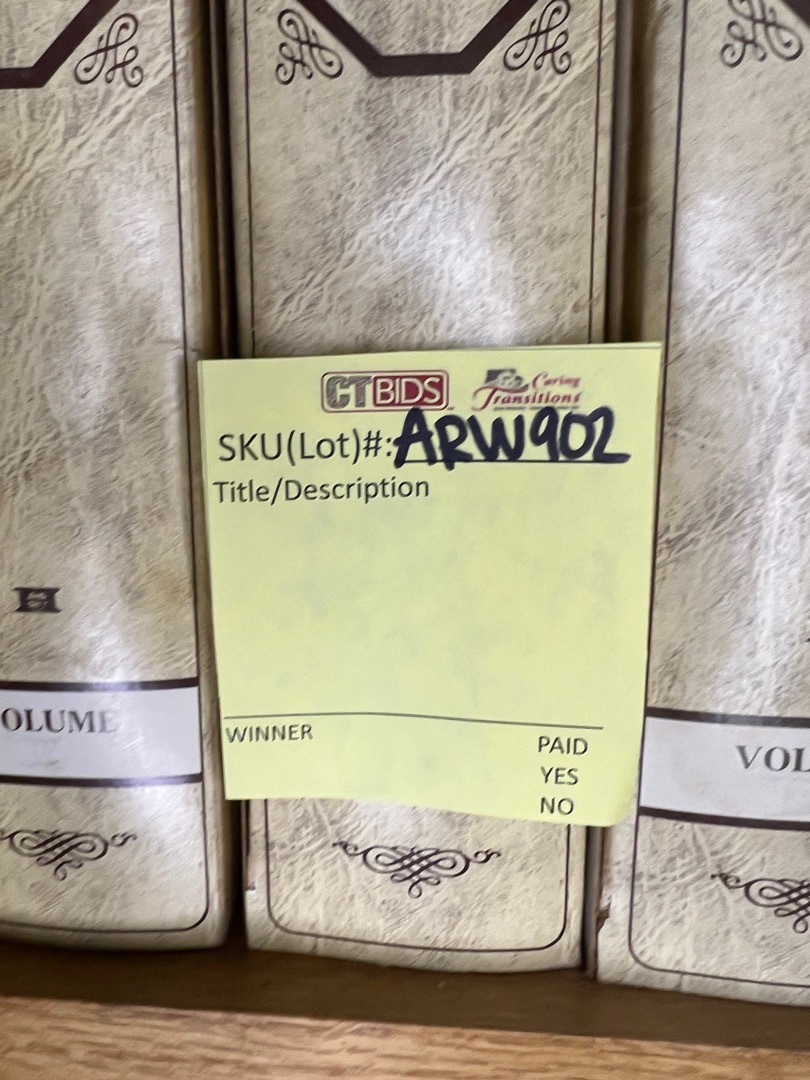 CTBIDS Caring Transitions
SKU(Lot)#: ARW902
Title/Description
WINNER
PAID
YES
NO
OLUME
VOL